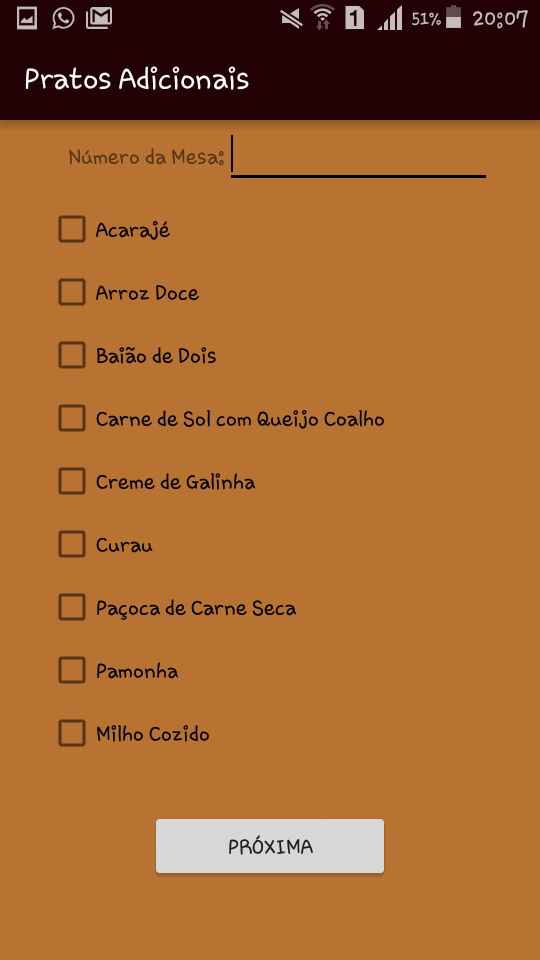 1 51% 20:07
Pratos Adicionais
Número da Mesa:
Acarajé
Arroz Doce
Baião de Dois
Carne de Sol com Queijo Coalho
Creme de Galinha
Curau
Paçoca de Carne Seca
Pamonha
Milho Cozido
PRÓXIMA